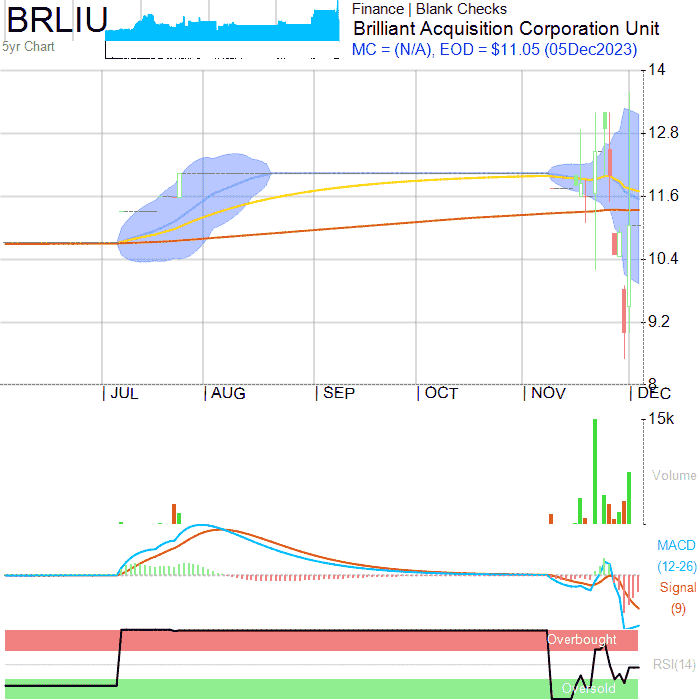 BRLIU
5yr Chart
Finance | Blank Checks
Brilliant Acquisition Corporation Unit
MC = (N/A), EOD = $11.05 (05Dec2023)
14
12.8
11.6
10.4
9.2
8
JUL AUG SEP OCT NOV DEC
15k
Volume
MACD
(12-26)
Signal
(9)
Overbought
RSI(14)
Oversold